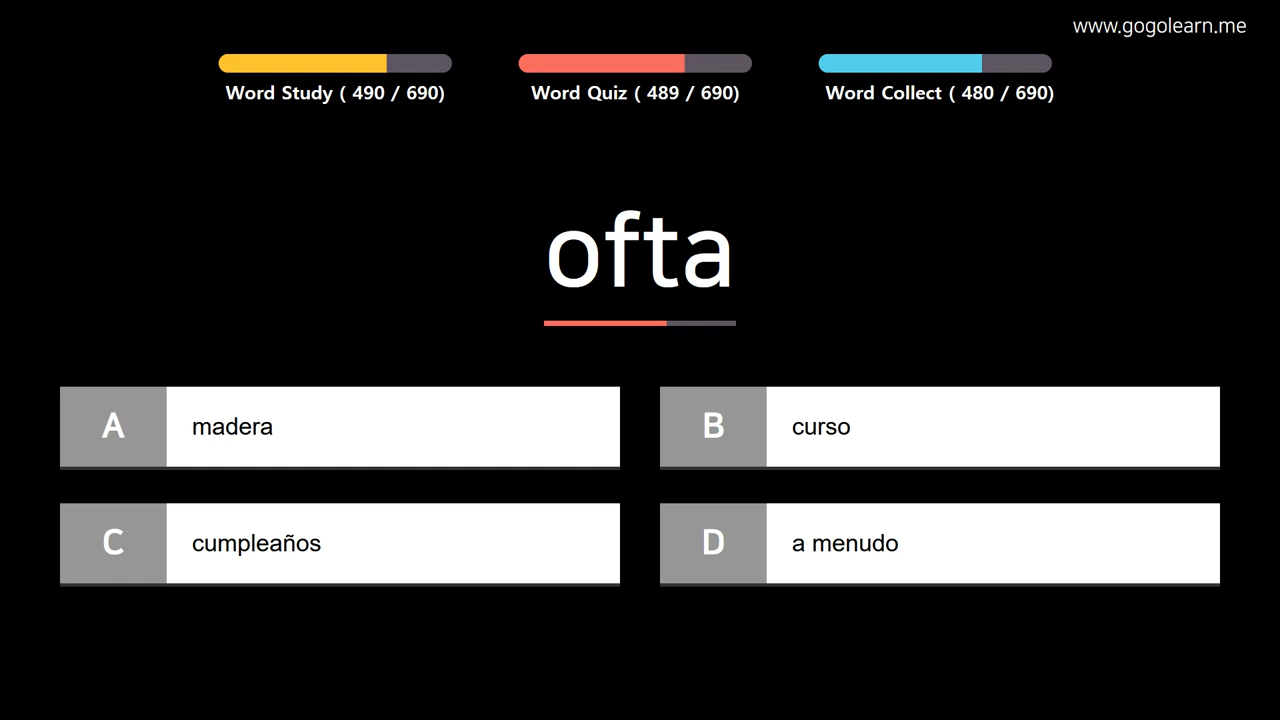 www.gogolearn.me
Word Study ( 490 / 690)
Word Quiz ( 489 / 690)
Word Collect ( 480 / 690)
ofta
A madera
B curso
C cumpleaños
D a menudo